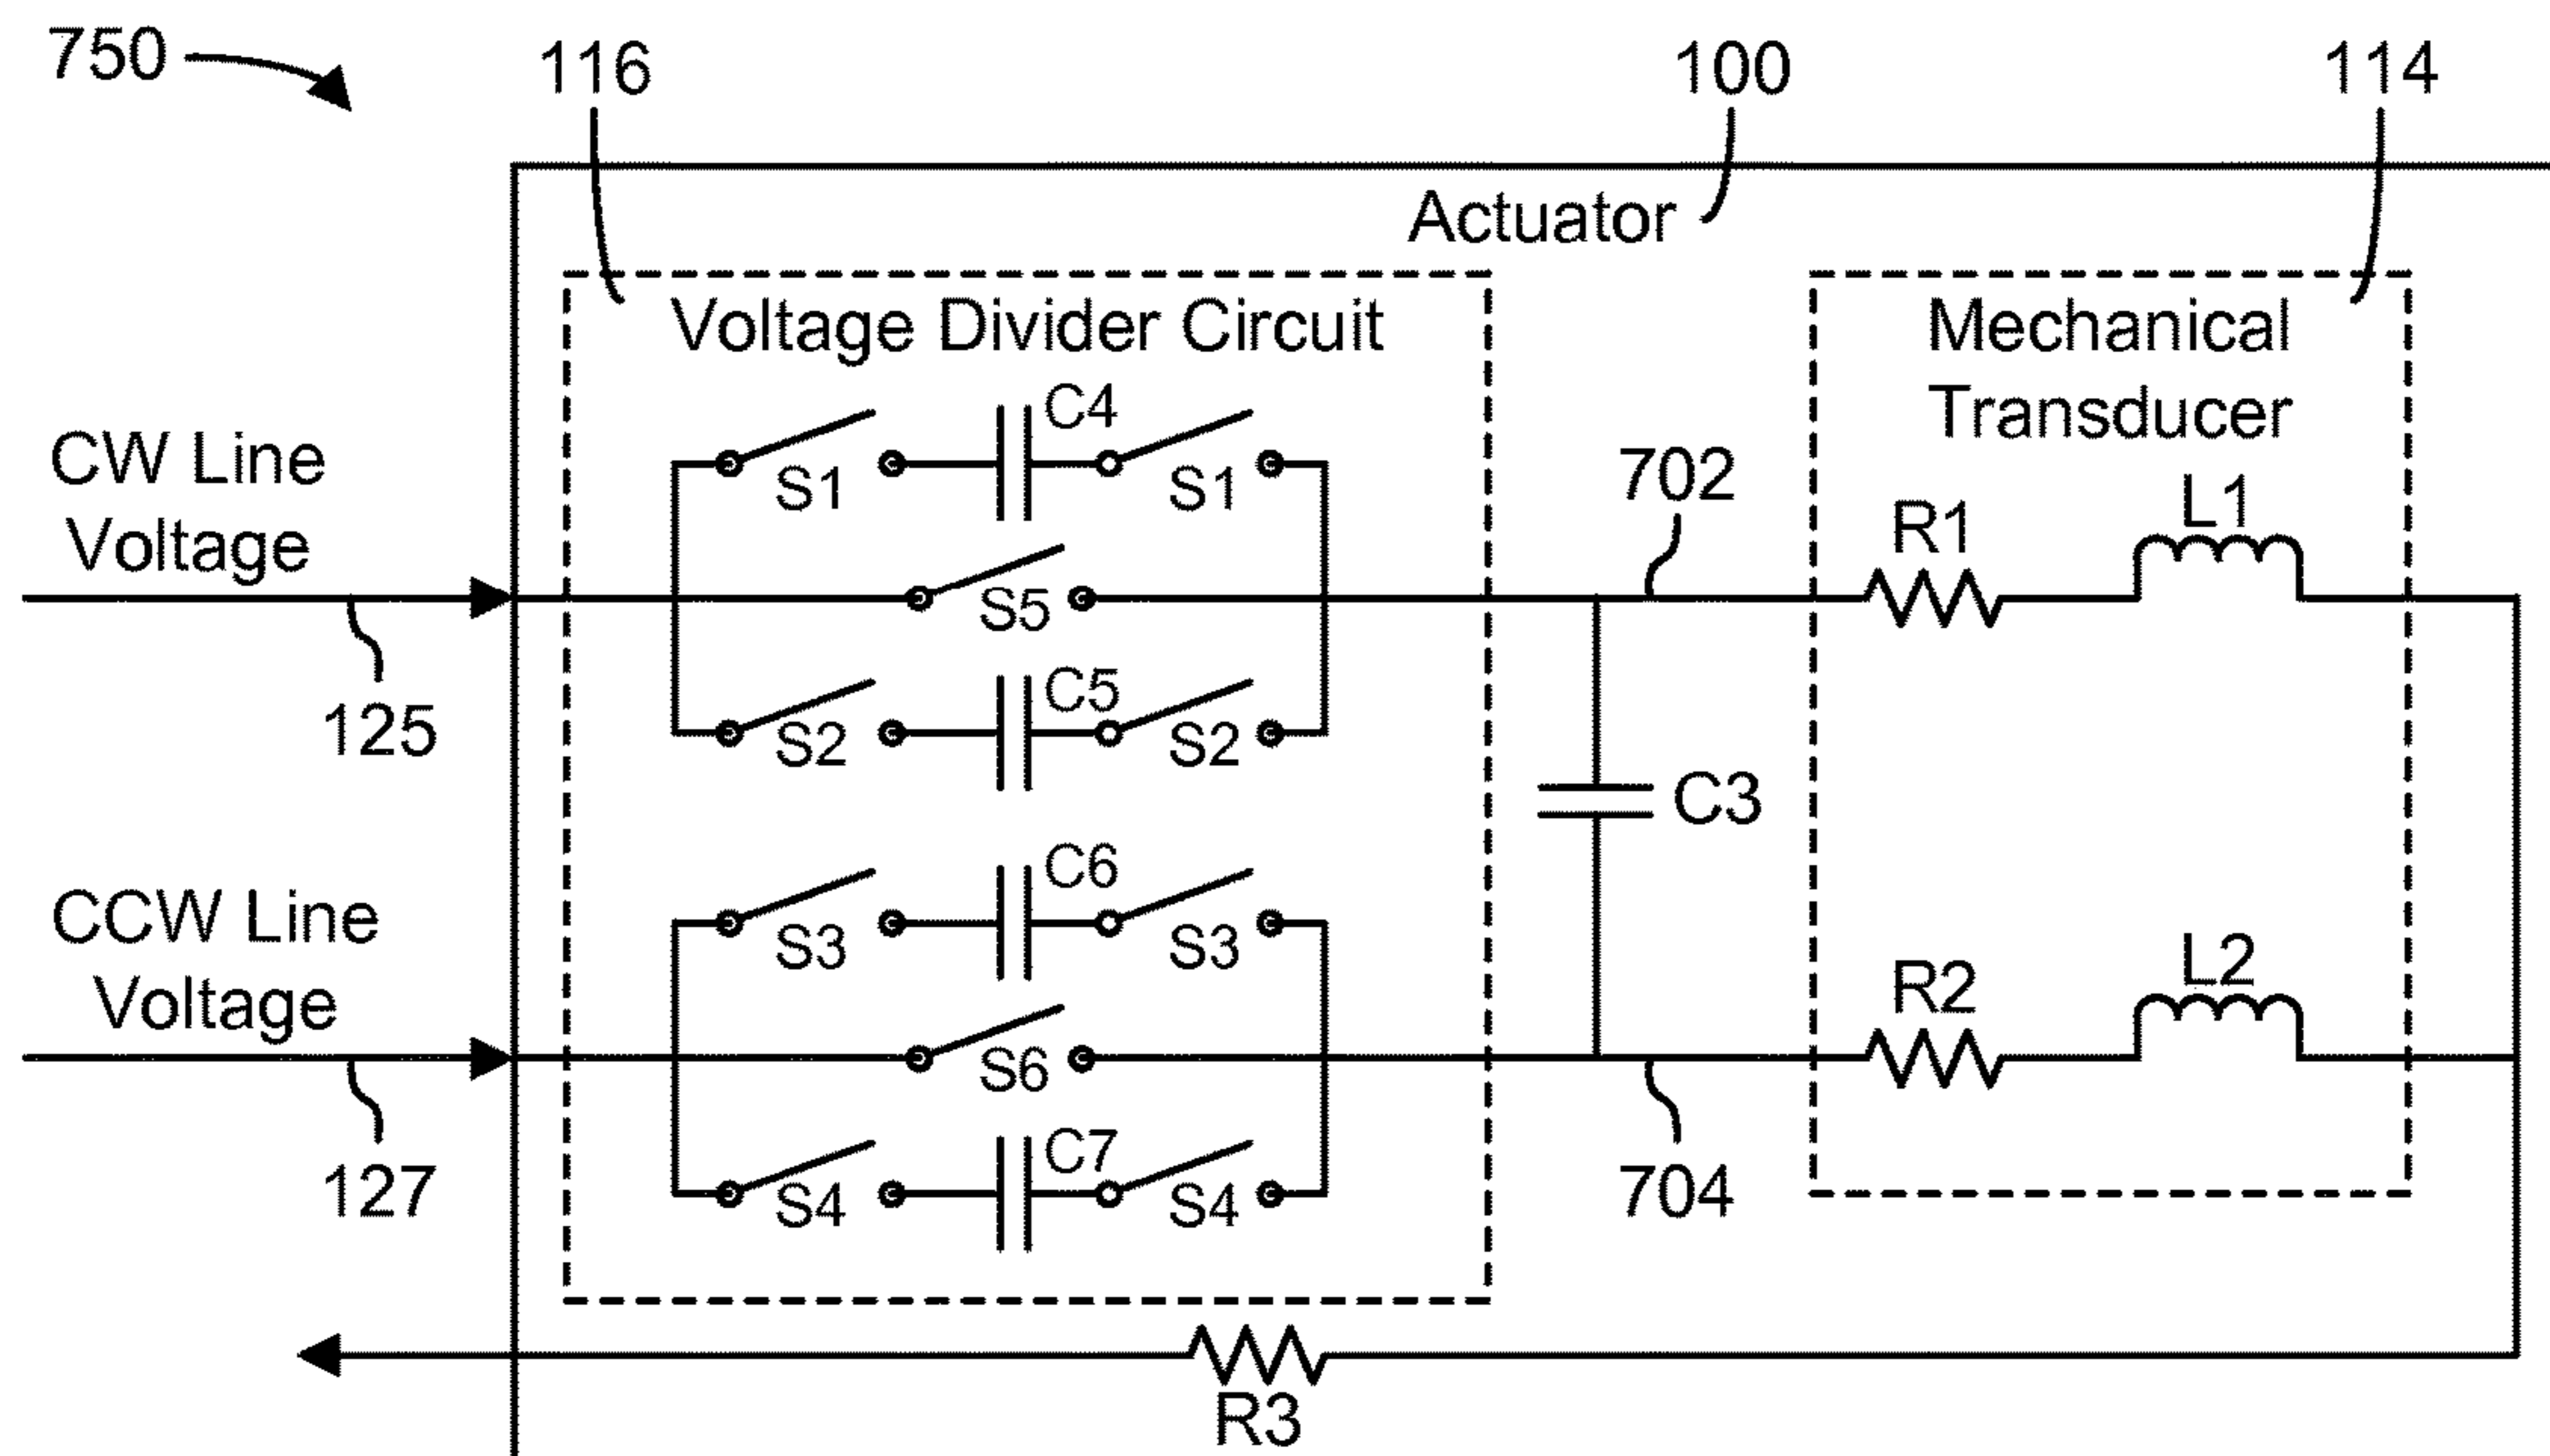 750
116
100
114
Actuator
Voltage Divider Circuit
Mechanical
Transducer
CW Line
Voltage
C4
S1
S1
702
R1
L1
S5
125
C5
S2
S2
C3
CCW Line
Voltage
C6
S3
S3
R2
L2
S6
127
C7
S4
S4
704
R3